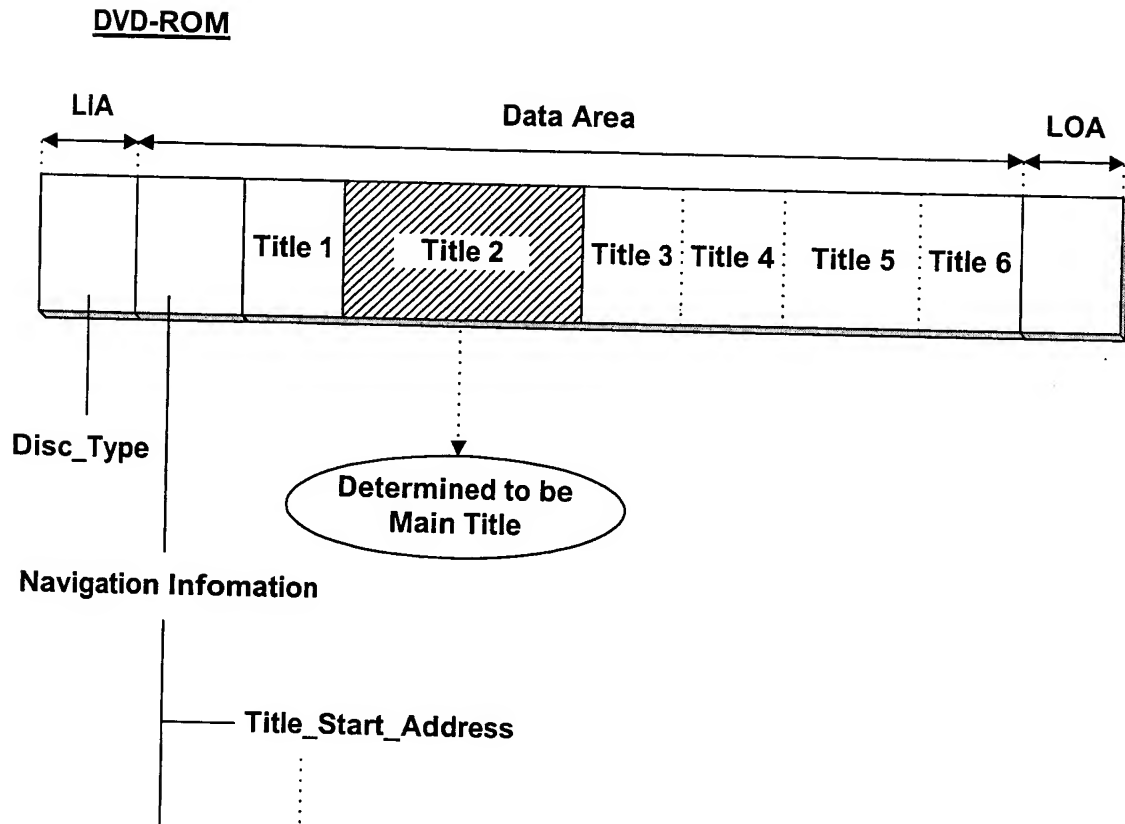 DVD-ROM
LIA
Data Area
LOA
Title 1
Title 2
Title 3
Title 4
Title 5
Title 6
Disc_Type
Determined to be
Main Title
Navigation Infomation
Title_Start_Address